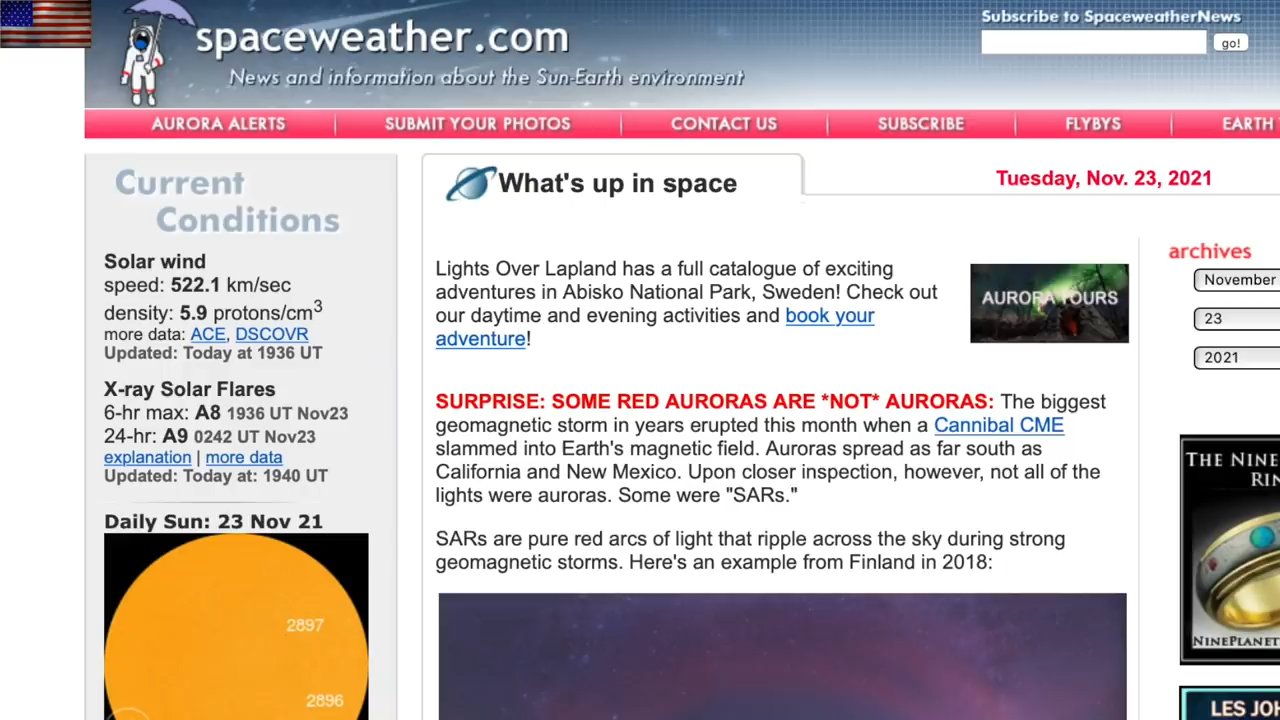 spaceweather.com
News and information about the Sun-Earth environment
Subscribe to SpaceweatherNews
go!
AURORA ALERTS
SUBMIT YOUR PHOTOS
CONTACT US
SUBSCRIBE
FLYBYS
EARTH
Current
Conditions
Solar wind
speed: 522.1 km/sec
density: 5.9 protons/cm3
more data: ACE, DSCOVR
Updated: Today at 1936 UT
X-ray Solar Flares
6-hr max: A8 1936 UT Nov23
24-hr: A9 0242 UT Nov23
explanation | more data
Updated: Today at: 1940 UT
Daily Sun: 23 Nov 21
2897
2896
What's up in space
Tuesday, Nov. 23, 2021
Lights Over Lapland has a full catalogue of exciting
adventures in Abisko National Park, Sweden! Check out
our daytime and evening activities and book your
adventure!
AURORA TOURS
SURPRISE: SOME RED AURORAS ARE *NOT* AURORAS: The biggest
geomagnetic storm in years erupted this month when a Cannibal CME
slammed into Earth's magnetic field. Auroras spread as far south as
California and New Mexico. Upon closer inspection, however, not all of the
lights were auroras. Some were "SARs."
SARs are pure red arcs of light that ripple across the sky during strong
geomagnetic storms. Here's an example from Finland in 2018:
archives
November
23
2021
THE NINE
RIN
NINEPLANET
LES JOH